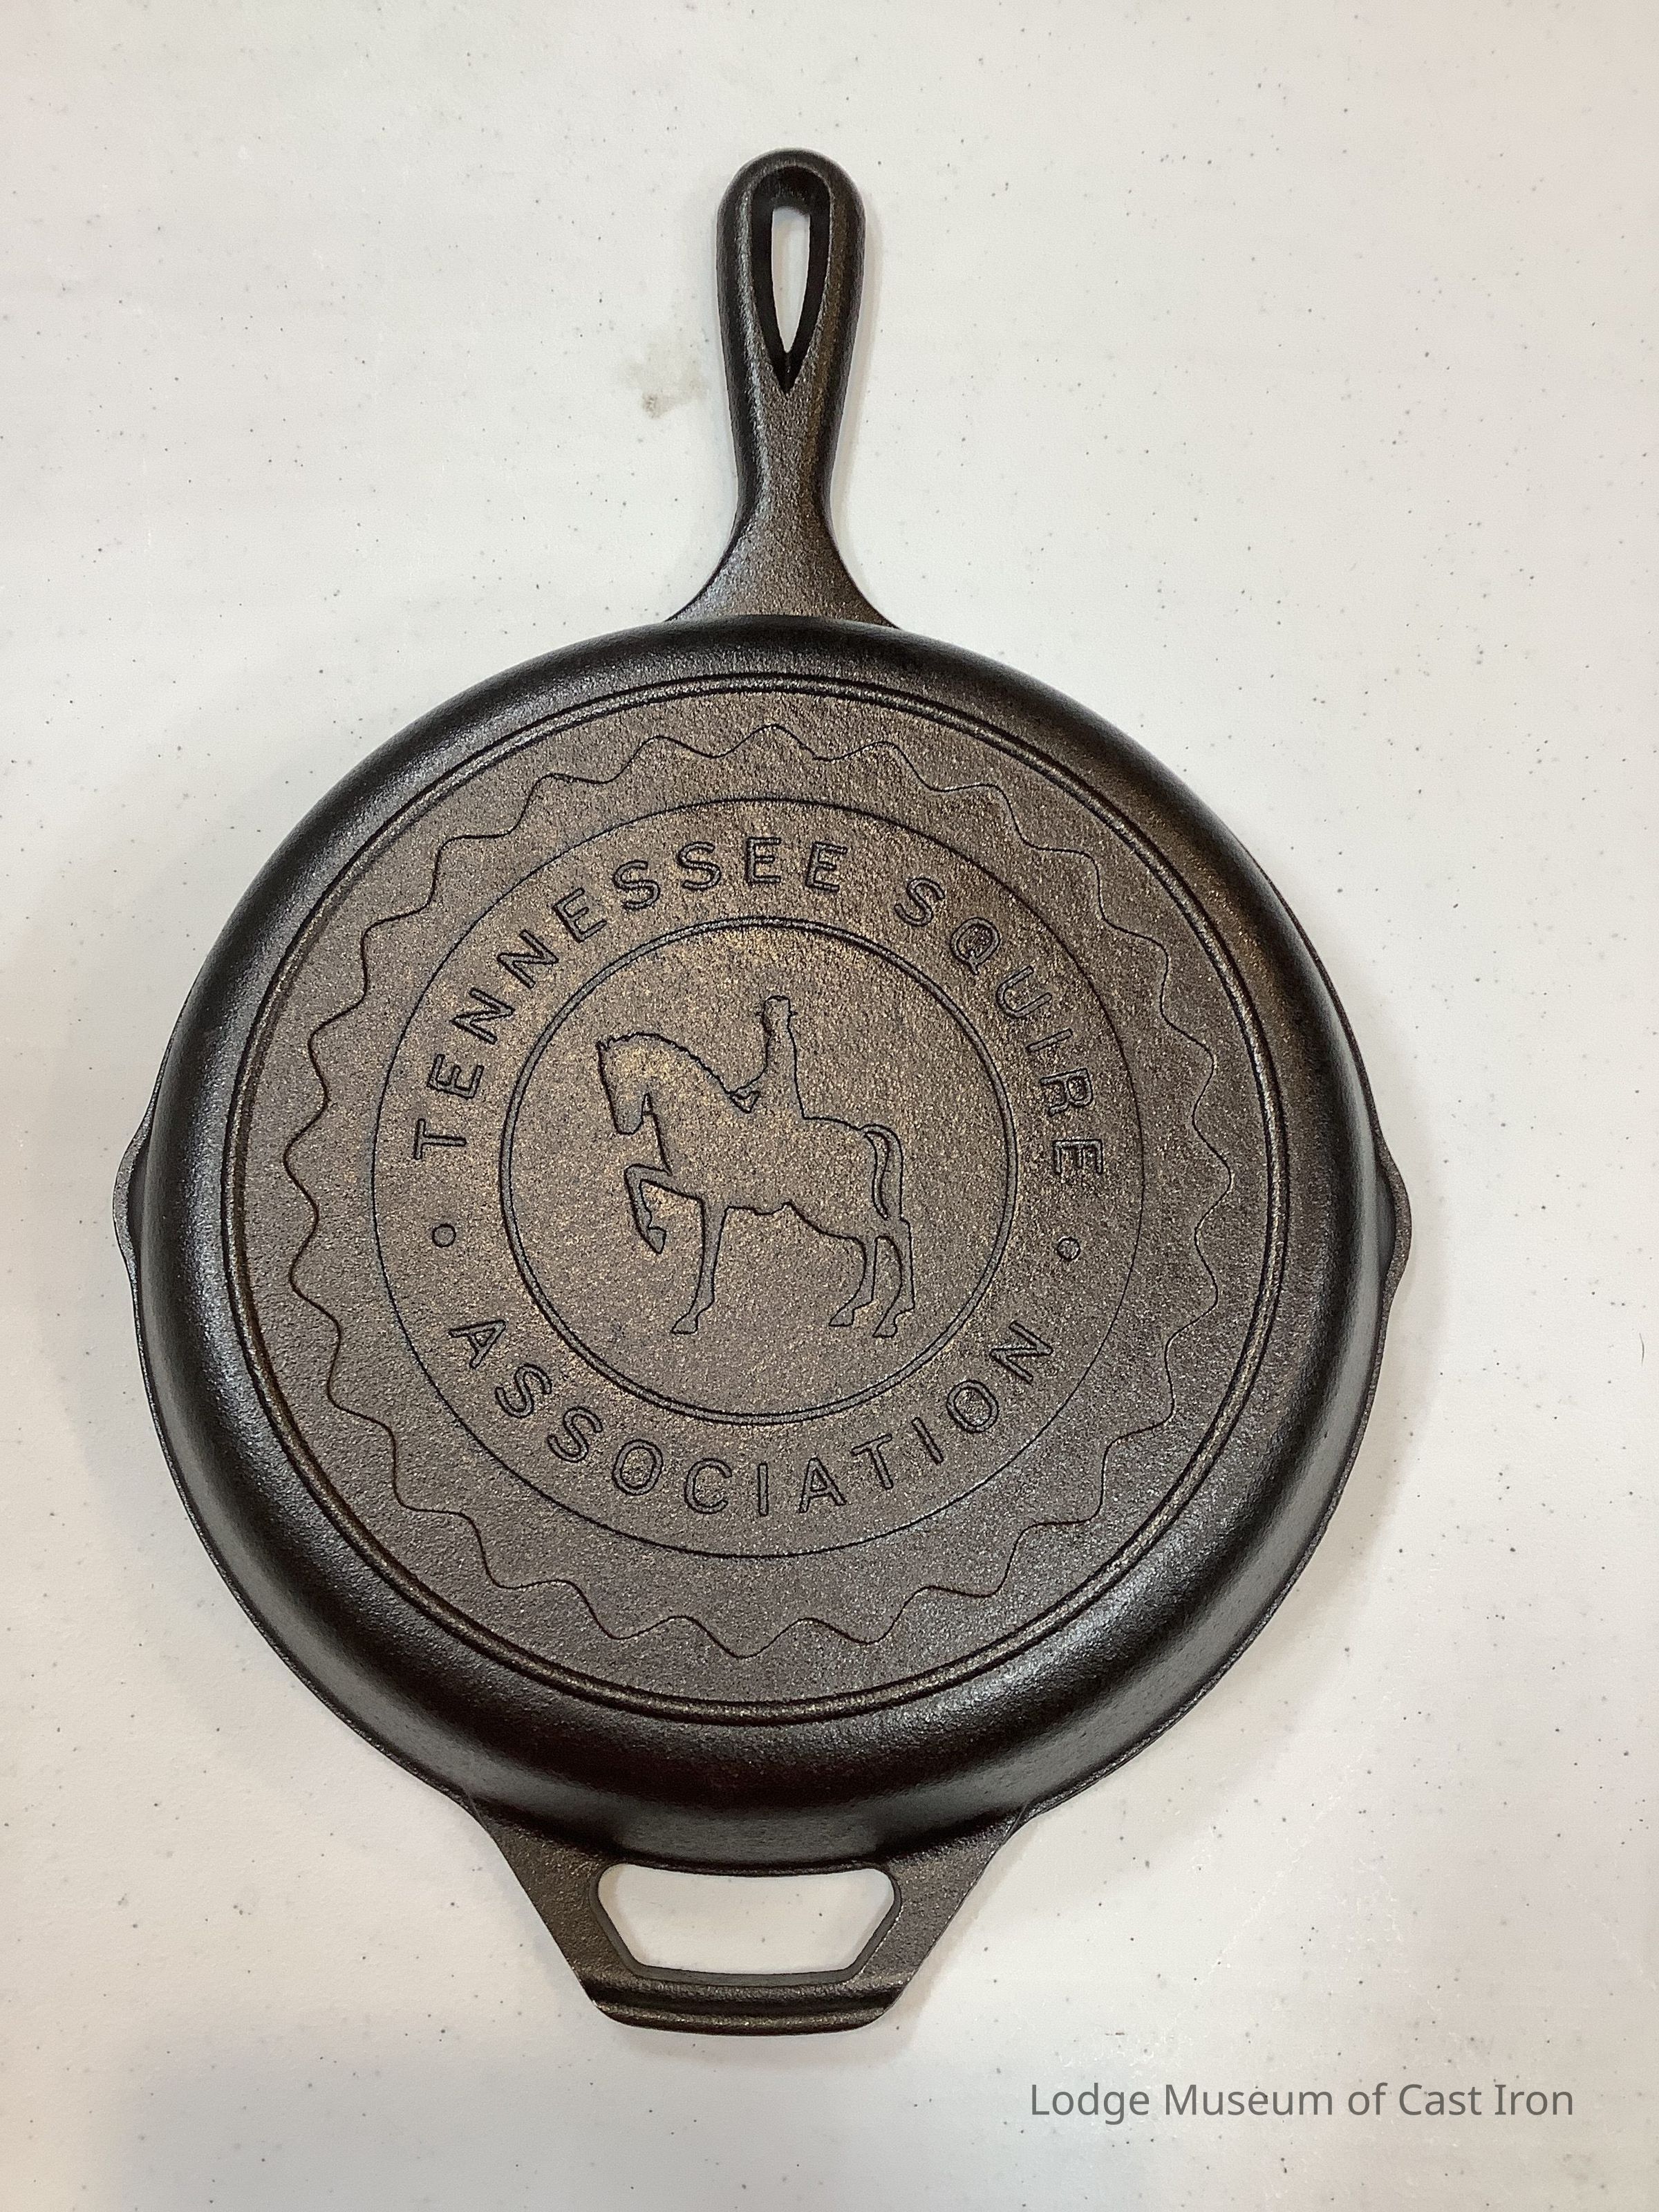 • TENNESSEE SQUIRE •
ASSOCIATION
Lodge Museum of Cast Iron